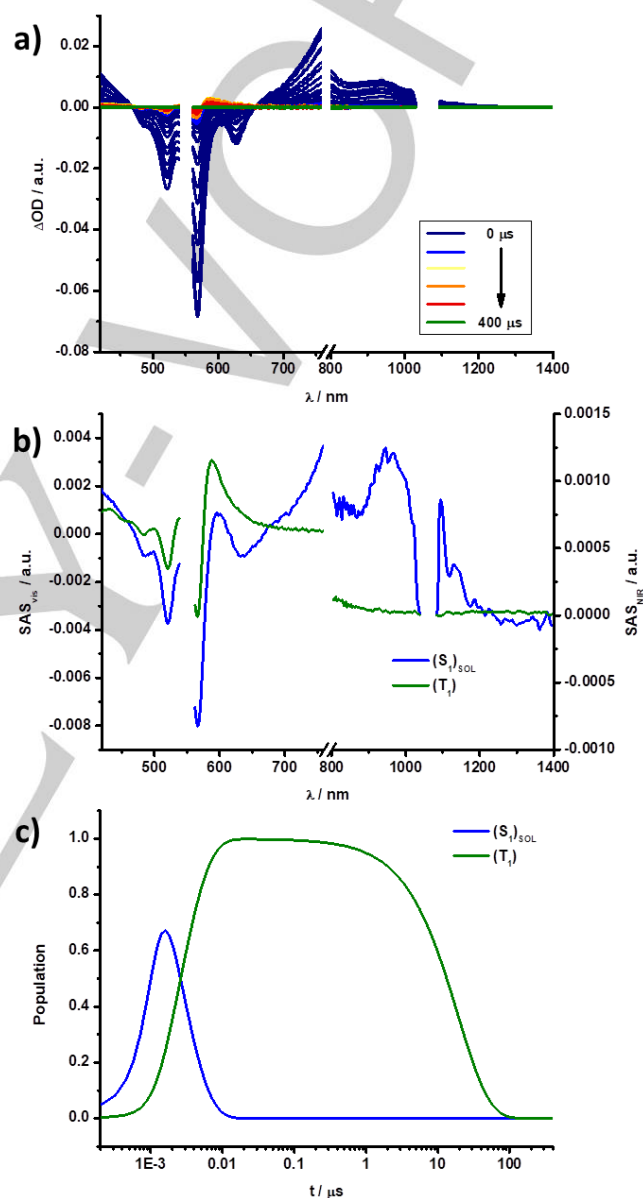 a)
0.02
0.00
-0.02
-0.04
-0.06
-0.08
ΔOD / a.u.
0 µs
400 µs
500 600 700 800 1000 1200 1400
λ / nm
b)
0.004
0.002
0.000
-0.002
-0.004
-0.006
-0.008
SAS vis / a.u.
0.0015
0.0010
0.0005
0.0000
-0.0005
-0.0010
SAS NIR / a.u.
(S1)SOL
(T1)
500 600 700 800 1000 1200 1400
λ / nm
c)
1.0
0.8
0.6
0.4
0.2
0.0
Population
(S1)SOL
(T1)
1E-3 0.01 0.1 1 10 100
t / µs